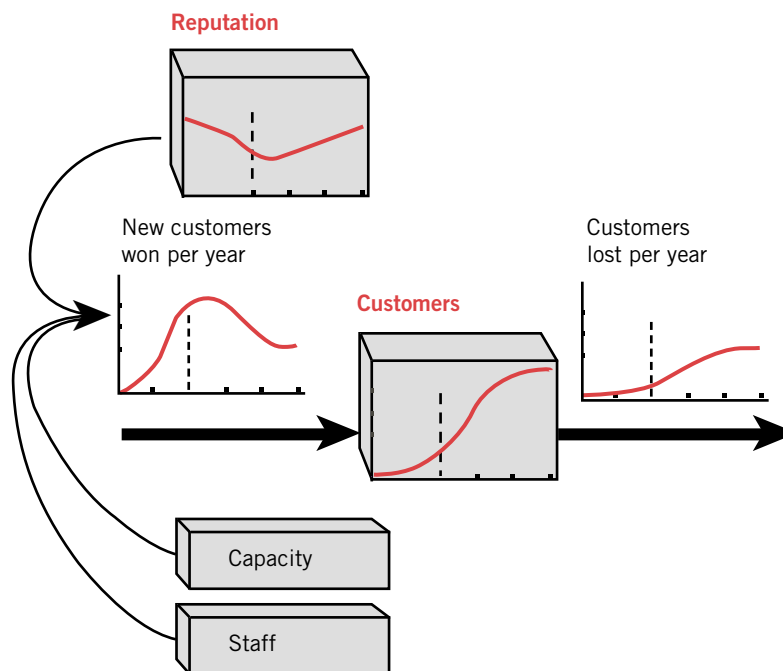 Reputation
New customers
won per year
Customers
lost per year
Customers
Capacity
Staff